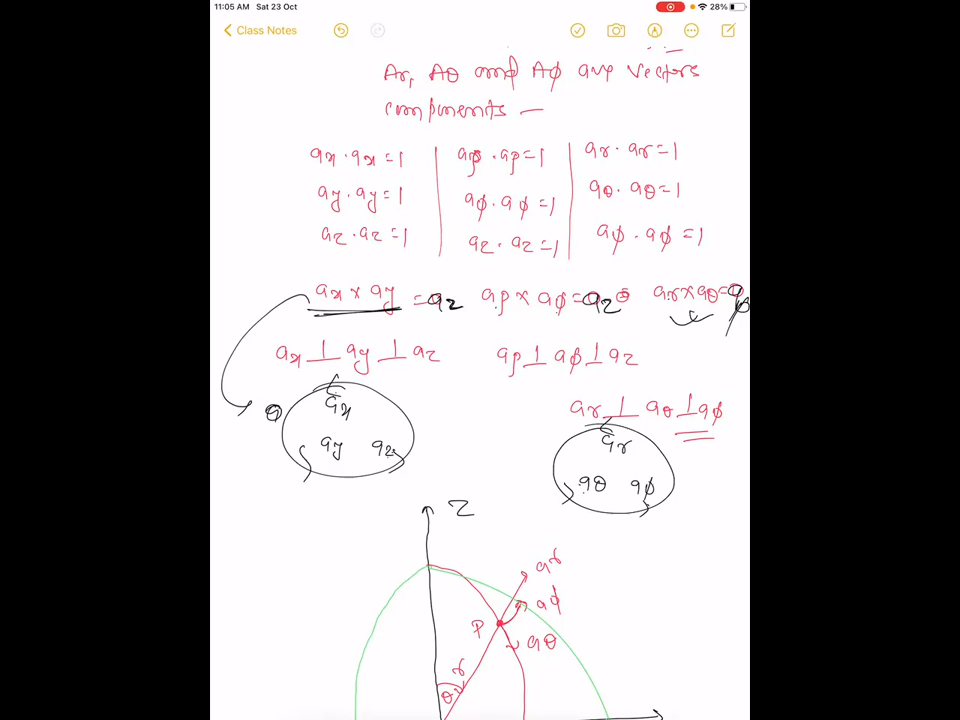 11:05 AM Sat 23 Oct 28%
Class Notes
Ar, Aθ and Aϕ are vectors
components —
ax · ax = 1 | aρ · aρ = 1 | ar · ar = 1
ay · ay = 1 | aϕ · aϕ = 1 | aθ · aθ = 1
az · az = 1 | az · az = 1 | aϕ · aϕ = 1
ax × ay = az aρ × aϕ = az ar × aθ = aϕ
ax ⊥ ay ⊥ az aρ ⊥ aϕ ⊥ az
ar ⊥ aθ ⊥ aϕ
ax
ay az
ar
aθ aϕ
Z
ar
aϕ
P
aθ
r
θ